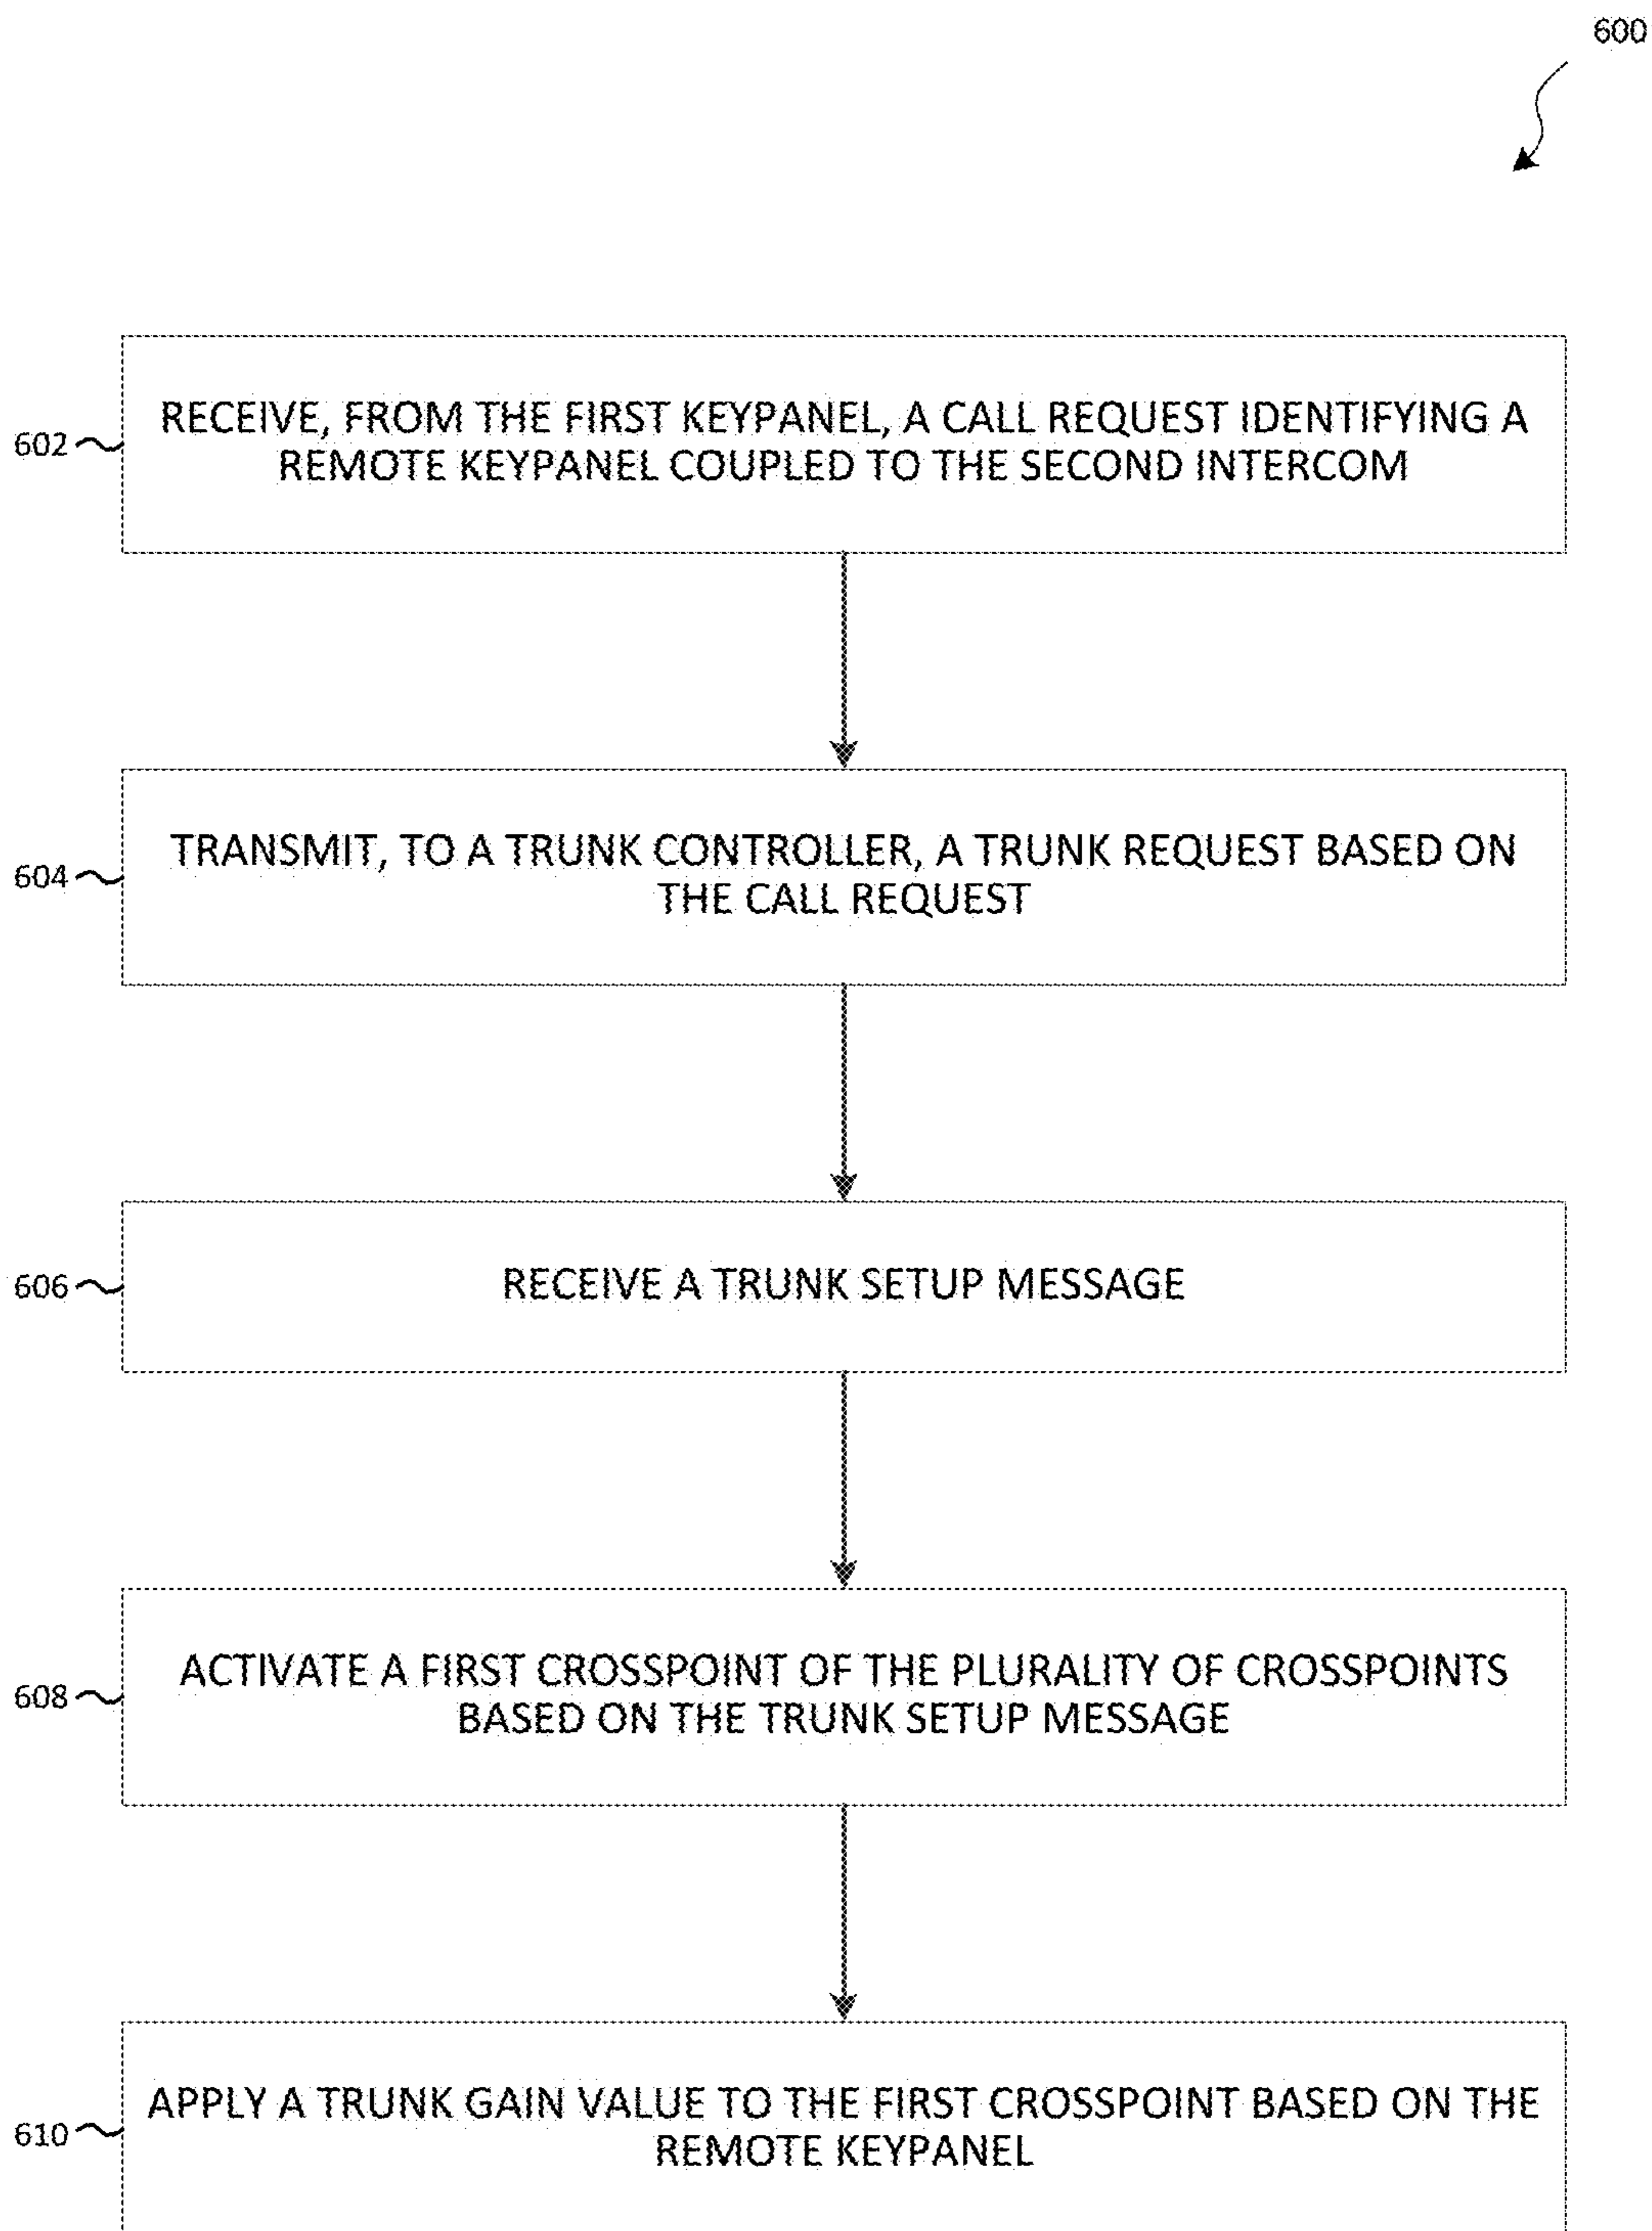 600
602
RECEIVE, FROM THE FIRST KEYPANEL, A CALL REQUEST IDENTIFYING A
REMOTE KEYPANEL COUPLED TO THE SECOND INTERCOM
604
TRANSMIT, TO A TRUNK CONTROLLER, A TRUNK REQUEST BASED ON
THE CALL REQUEST
606
RECEIVE A TRUNK SETUP MESSAGE
608
ACTIVATE A FIRST CROSSPOINT OF THE PLURALITY OF CROSSPOINTS
BASED ON THE TRUNK SETUP MESSAGE
610
APPLY A TRUNK GAIN VALUE TO THE FIRST CROSSPOINT BASED ON THE
REMOTE KEYPANEL